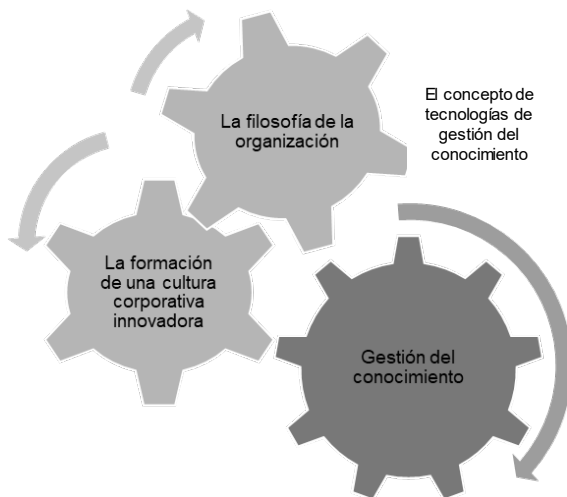 La filosofía de la
organización
El concepto de
tecnologías de
gestión del
conocimiento
La formación
de una cultura
corporativa
innovadora
Gestión del
conocimiento